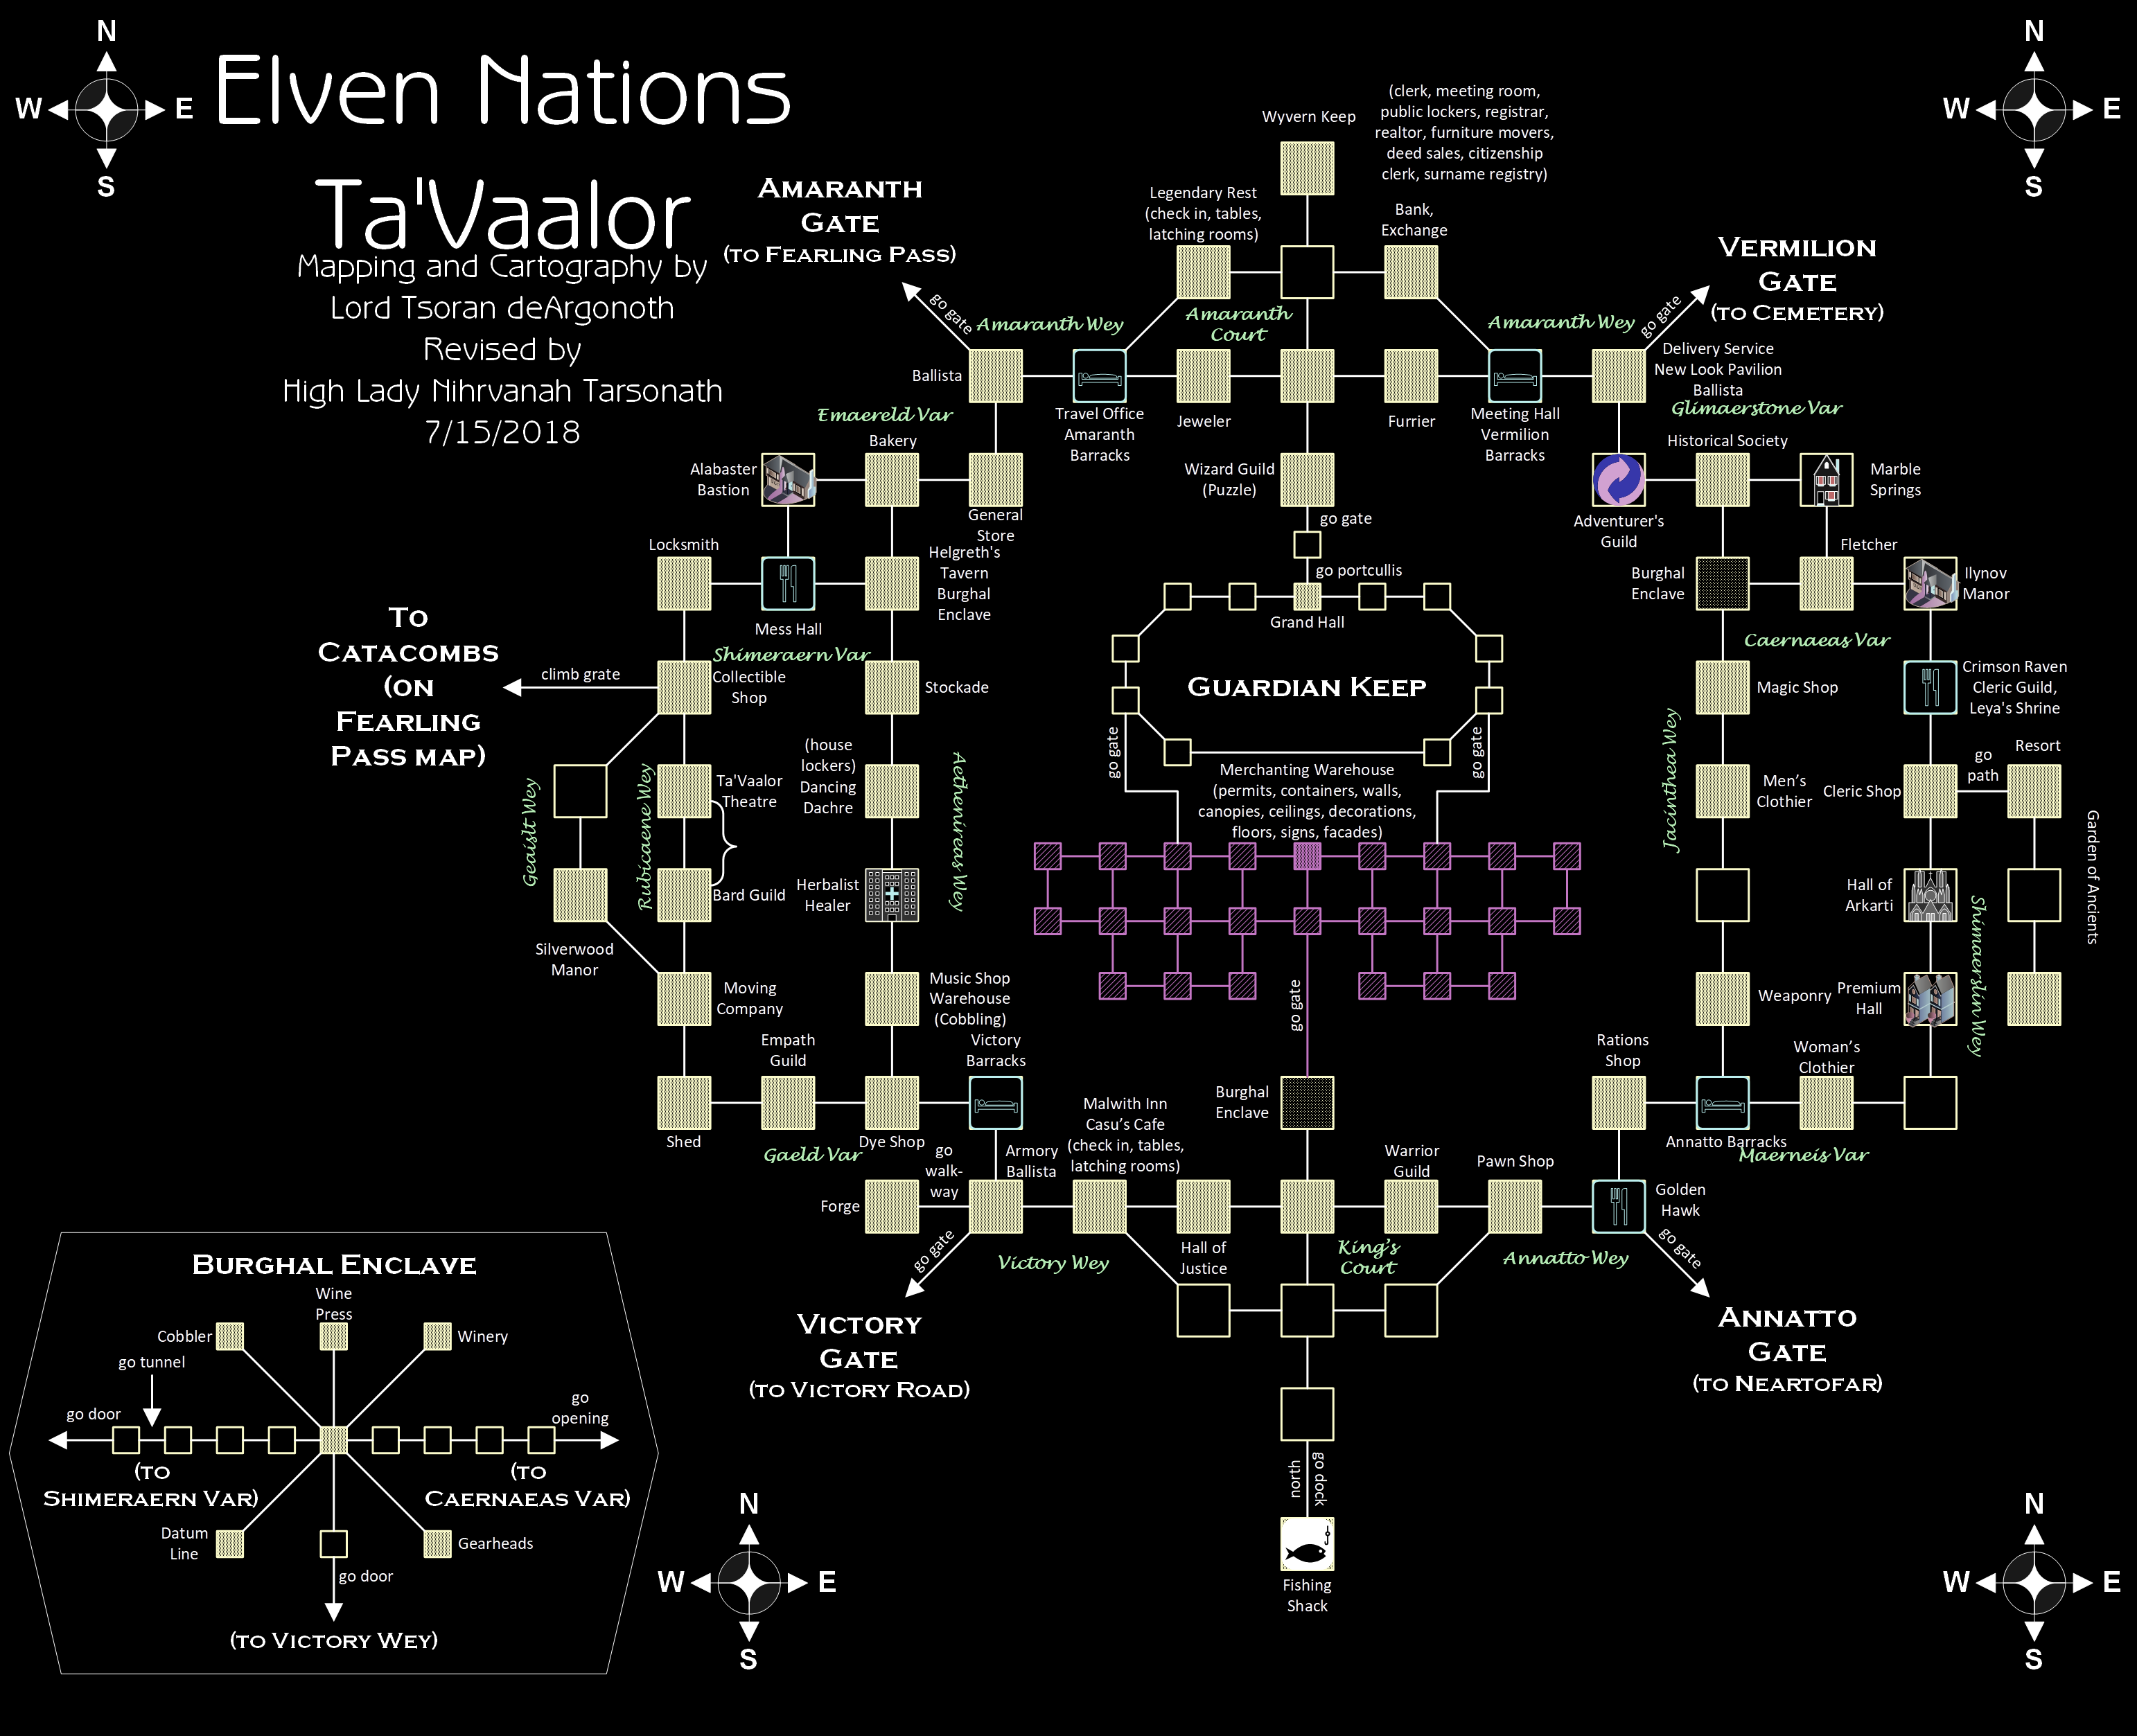 N
W
E
S
Elven Nations
Ta'Vaalor
Mapping and Cartography by
Lord Tsoran deArgonoth
Revised by
High Lady Nihrvanah Tarsonath
7/15/2018
N
W
E
S
(clerk, meeting room,
public lockers, registrar,
realtor, furniture movers,
deed sales, citizenship
clerk, surname registry)
Wyvern Keep
Legendary Rest
(check in, tables,
latching rooms)
Bank,
Exchange
Amaranth
Gate
(to Fearling Pass)
go gate
Amaranth Wey
Amaranth
Court
Amaranth Wey
go gate
Vermilion
Gate
(to Cemetery)
Ballista
Travel Office
Amaranth
Barracks
Jeweler
Furrier
Meeting Hall
Vermilion
Barracks
Delivery Service
New Look Pavilion
Ballista
Glimaerstone Var
Emaereld Var
Bakery
Alabaster
Bastion
General
Store
Wizard Guild
(Puzzle)
go gate
go portcullis
Grand Hall
Guardian Keep
go gate
go gate
Historical Society
Marble
Springs
Adventurer's
Guild
Fletcher
Burghal
Enclave
Ilynov
Manor
Caernaeas Var
Locksmith
Mess Hall
Helgreth's
Tavern
Burghal
Enclave
Shimeraern Var
Collectible
Shop
Stockade
To
Catacombs
(on
Fearling
Pass map)
climb grate
Magic Shop
Crimson Raven
Cleric Guild,
Leya's Shrine
Jacinthea Wey
Men's
Clothier
Cleric Shop
go
path
Resort
Garden of Ancients
Geaislt Wey
Rubicaene Wey
Ta'Vaalor
Theatre
(house
lockers)
Dancing
Dachre
Aethenireas Wey
Bard Guild
Herbalist
Healer
Merchanting Warehouse
(permits, containers, walls,
canopies, ceilings, decorations,
floors, signs, facades)
Hall of
Arkarti
Shimaerslin Wey
Silverwood
Manor
Moving
Company
Music Shop
Warehouse
(Cobbling)
go gate
Weaponry
Premium
Hall
Empath
Guild
Victory
Barracks
Shed
Gaeld Var
Dye Shop
Burghal
Enclave
Rations
Shop
Woman's
Clothier
Annatto Barracks
Maerneis Var
Forge
go
walk-
way
Armory
Ballista
Malwith Inn
Casu's Cafe
(check in, tables,
latching rooms)
Warrior
Guild
Pawn Shop
Golden
Hawk
go gate
Victory Wey
Hall of
Justice
King's
Court
Annatto Wey
go gate
Victory
Gate
(to Victory Road)
Annatto
Gate
(to Neartofar)
north
go dock
Fishing
Shack
Burghal Enclave
Wine
Press
Cobbler
Winery
go tunnel
go door
go
opening
(to
Shimeraern Var)
(to
Caernaeas Var)
Datum
Line
Gearheads
go door
(to Victory Wey)
N
W
E
S
N
W
E
S